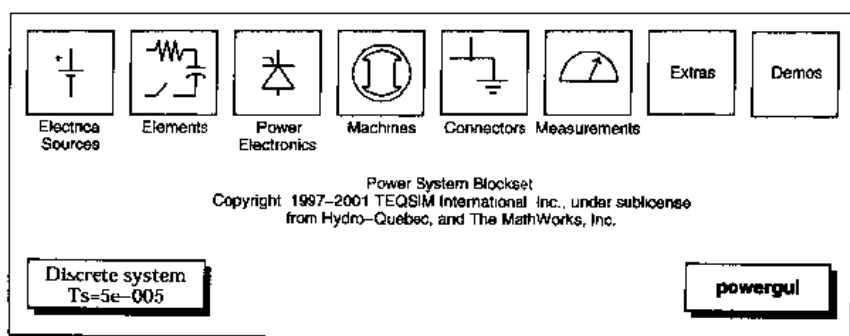 Extras
Demos
Electrica
Sources
Elements
Power
Electronics
Machines
Connectors
Measurements
Power System Blockset
Copyright 1997–2001 TEQSIM International Inc., under sublicense
from Hydro–Quebec, and The MathWorks, Inc.
Discrete system
Ts=5e–005
powergui